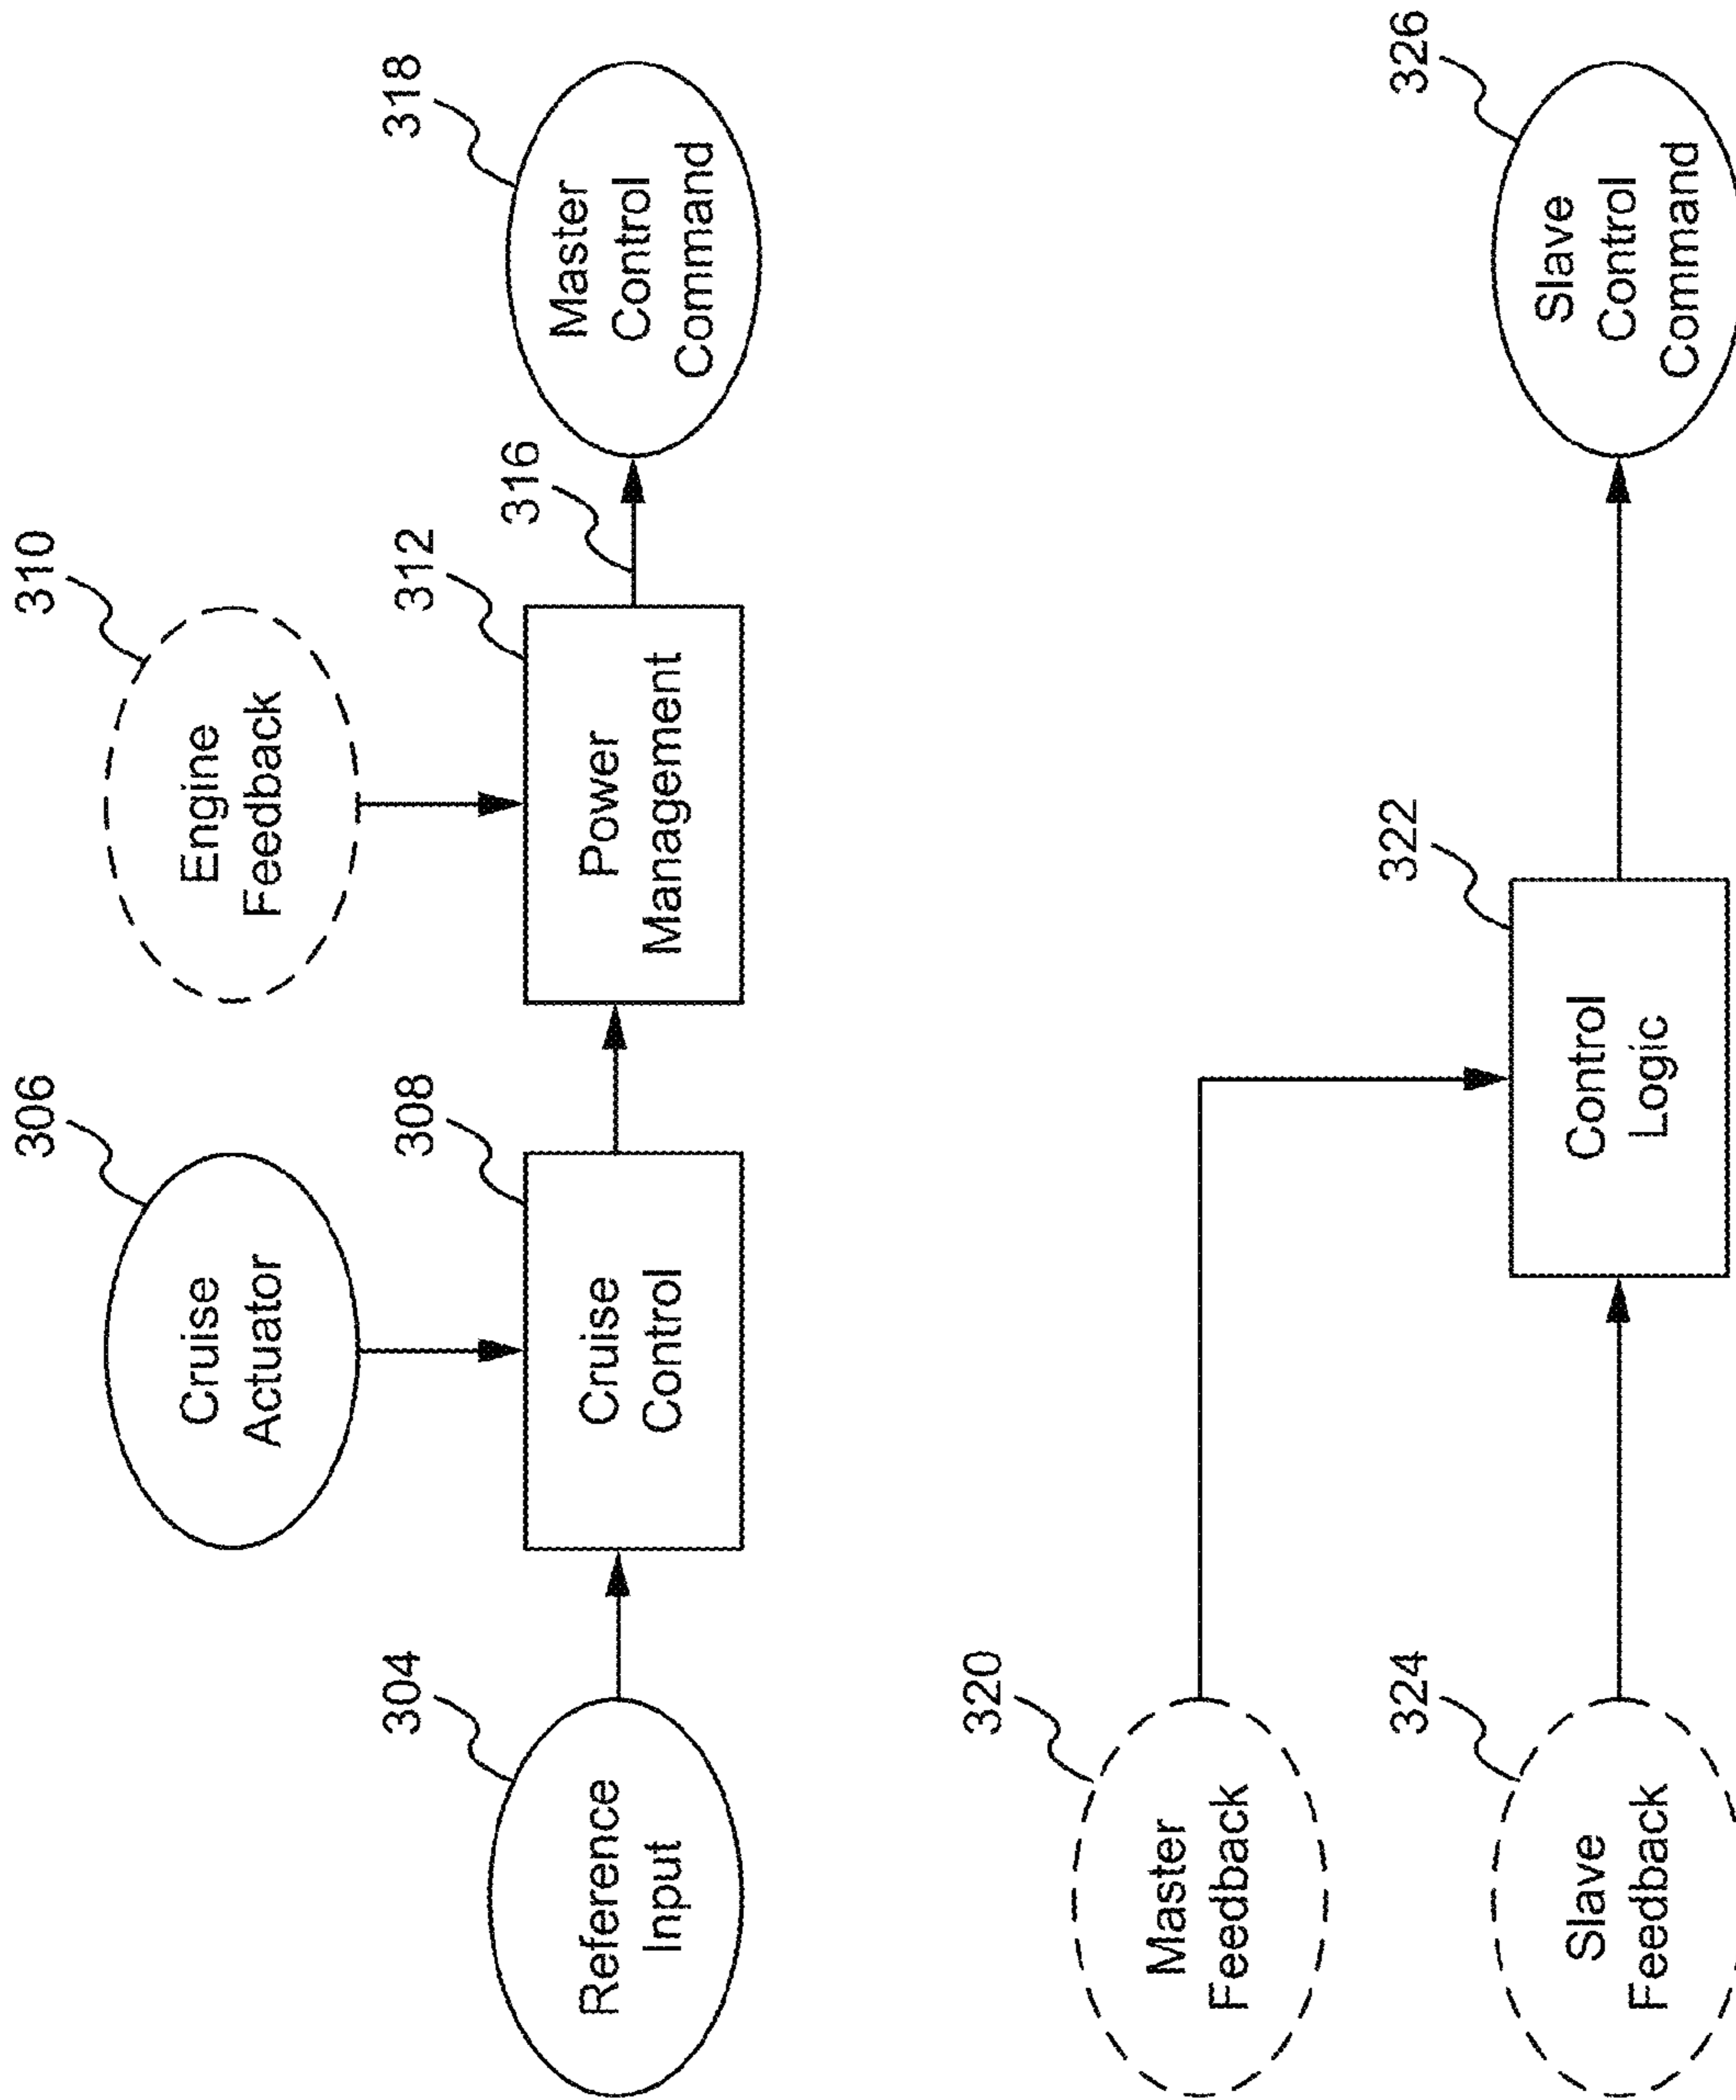 306
310
Cruise
Actuator
Engine
Feedback
304
308
312
316
318
Reference
Input
Cruise
Control
Power
Management
Master
Control
Command
320
Master
Feedback
324
322
326
Slave
Feedback
Control
Logic
Slave
Control
Command